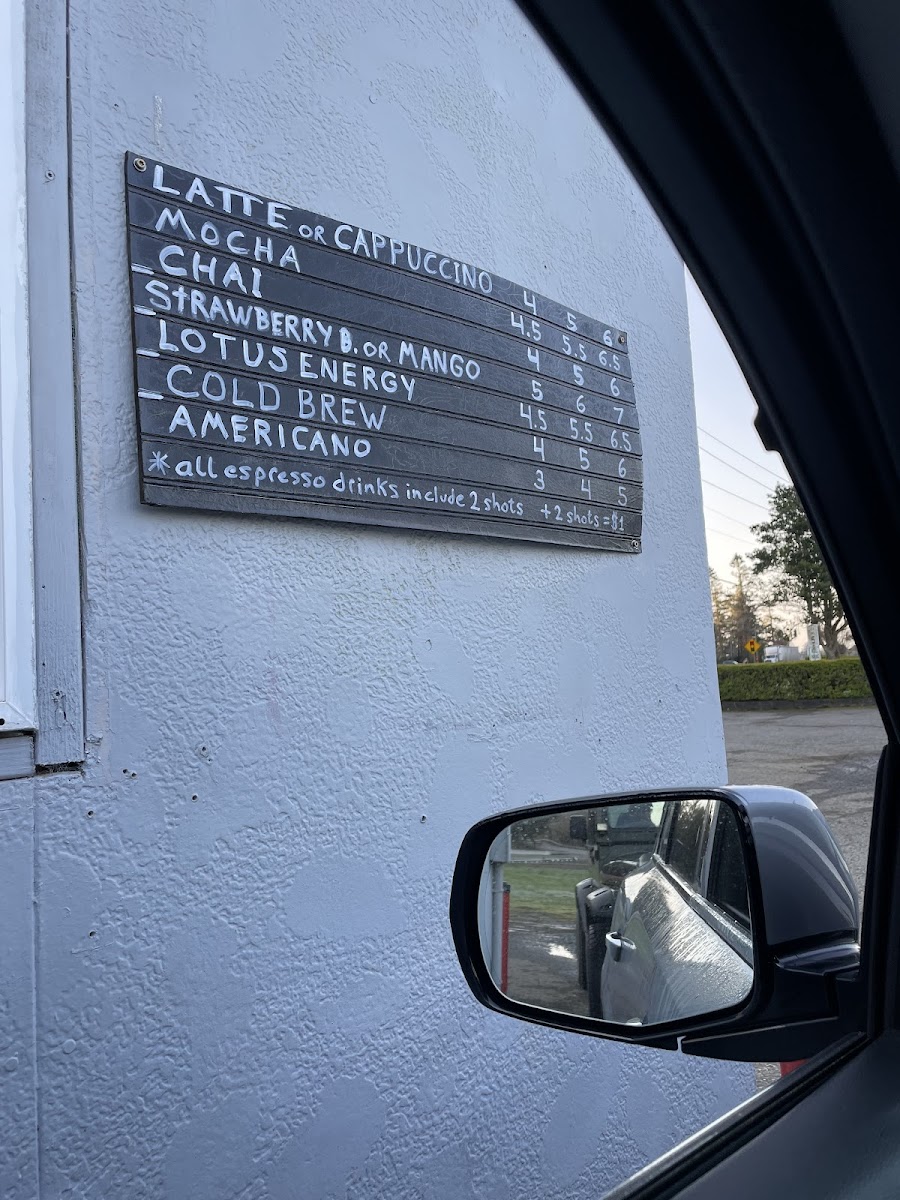 LATTE OR CAPPUCCINO 4 5 6
MOCHA 4.5 5.5 6.5
CHAI 4 5 6
STRAWBERRY B. OR MANGO 5 6 7
LOTUS ENERGY 4.5 5.5 6.5
COLD BREW 4 5 6
AMERICANO 3 4 5
* all espresso drinks include 2 shots +2 shots = $1